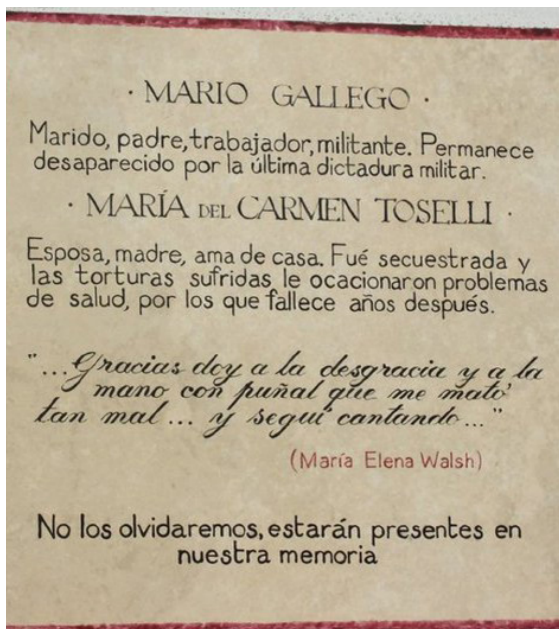 · MARIO GALLEGO ·
Marido, padre, trabajador, militante. Permanece
desaparecido por la última dictadura militar.
· MARÍA DEL CARMEN TOSELLI ·
Esposa, madre, ama de casa. Fué secuestrada y
las torturas sufridas le ocacionaron problemas
de salud, por los que fallece años después.
"...Gracias doy a la desgracia y a la
mano con puñal que me mató
tan mal... y seguí cantando..."
(María Elena Walsh)
No los olvidaremos, estarán presentes en
nuestra memoria